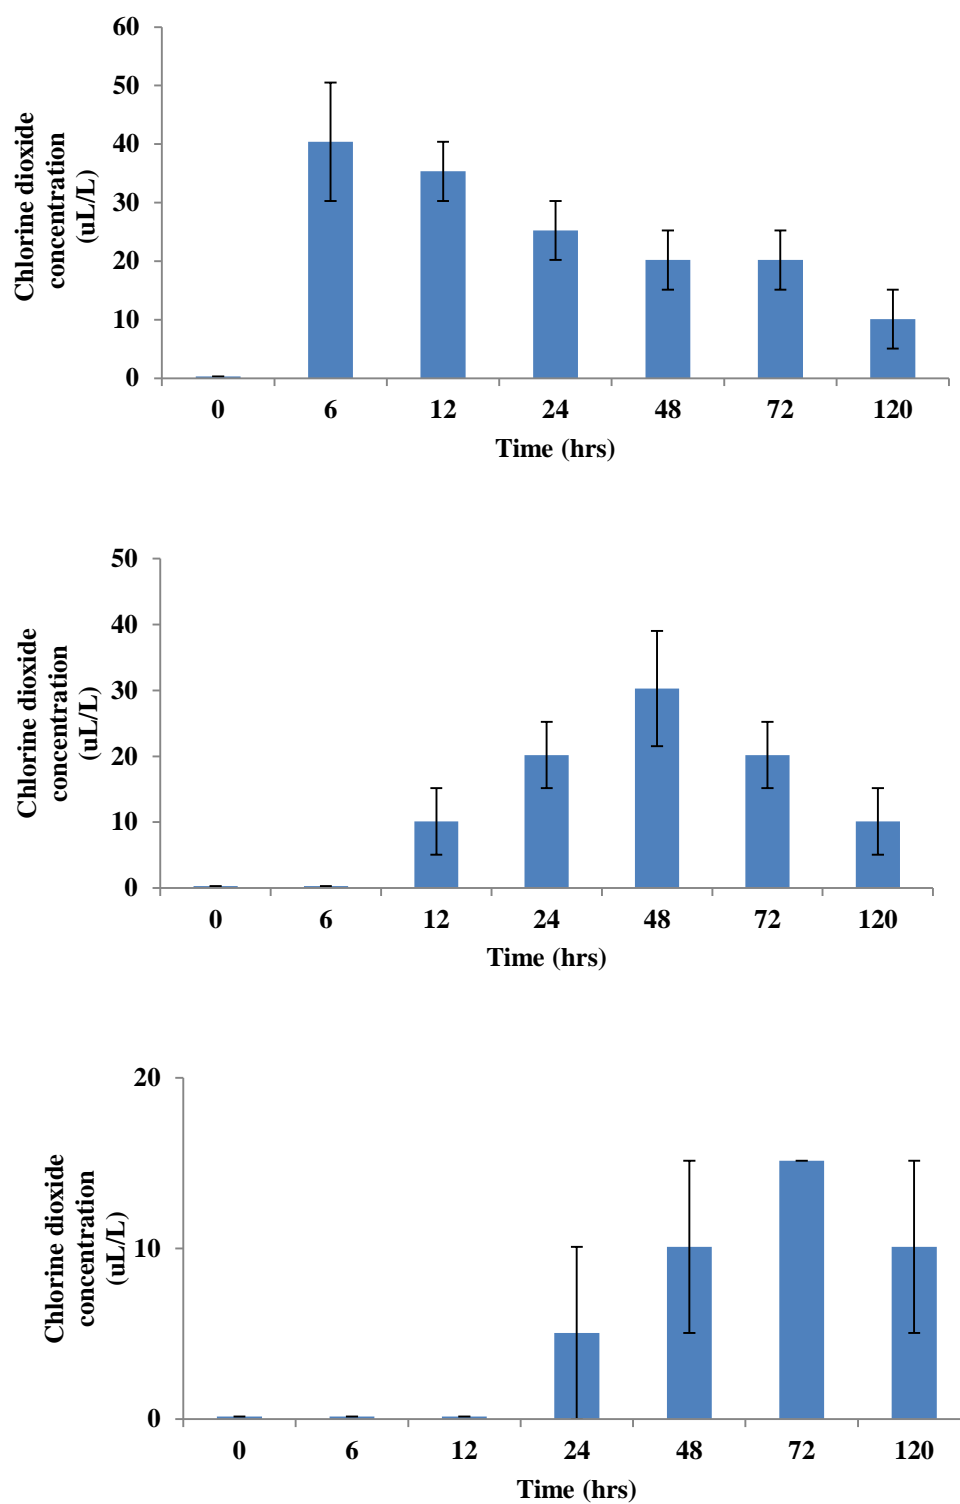 60
50
40
30
20
10
0
Chlorine dioxide
concentration
(uL/L)
0 6 12 24 48 72 120
Time (hrs)
50
40
30
20
10
0
Chlorine dioxide
concentration
(uL/L)
0 6 12 24 48 72 120
Time (hrs)
20
10
0
Chlorine dioxide
concentration
(uL/L)
0 6 12 24 48 72 120
Time (hrs)